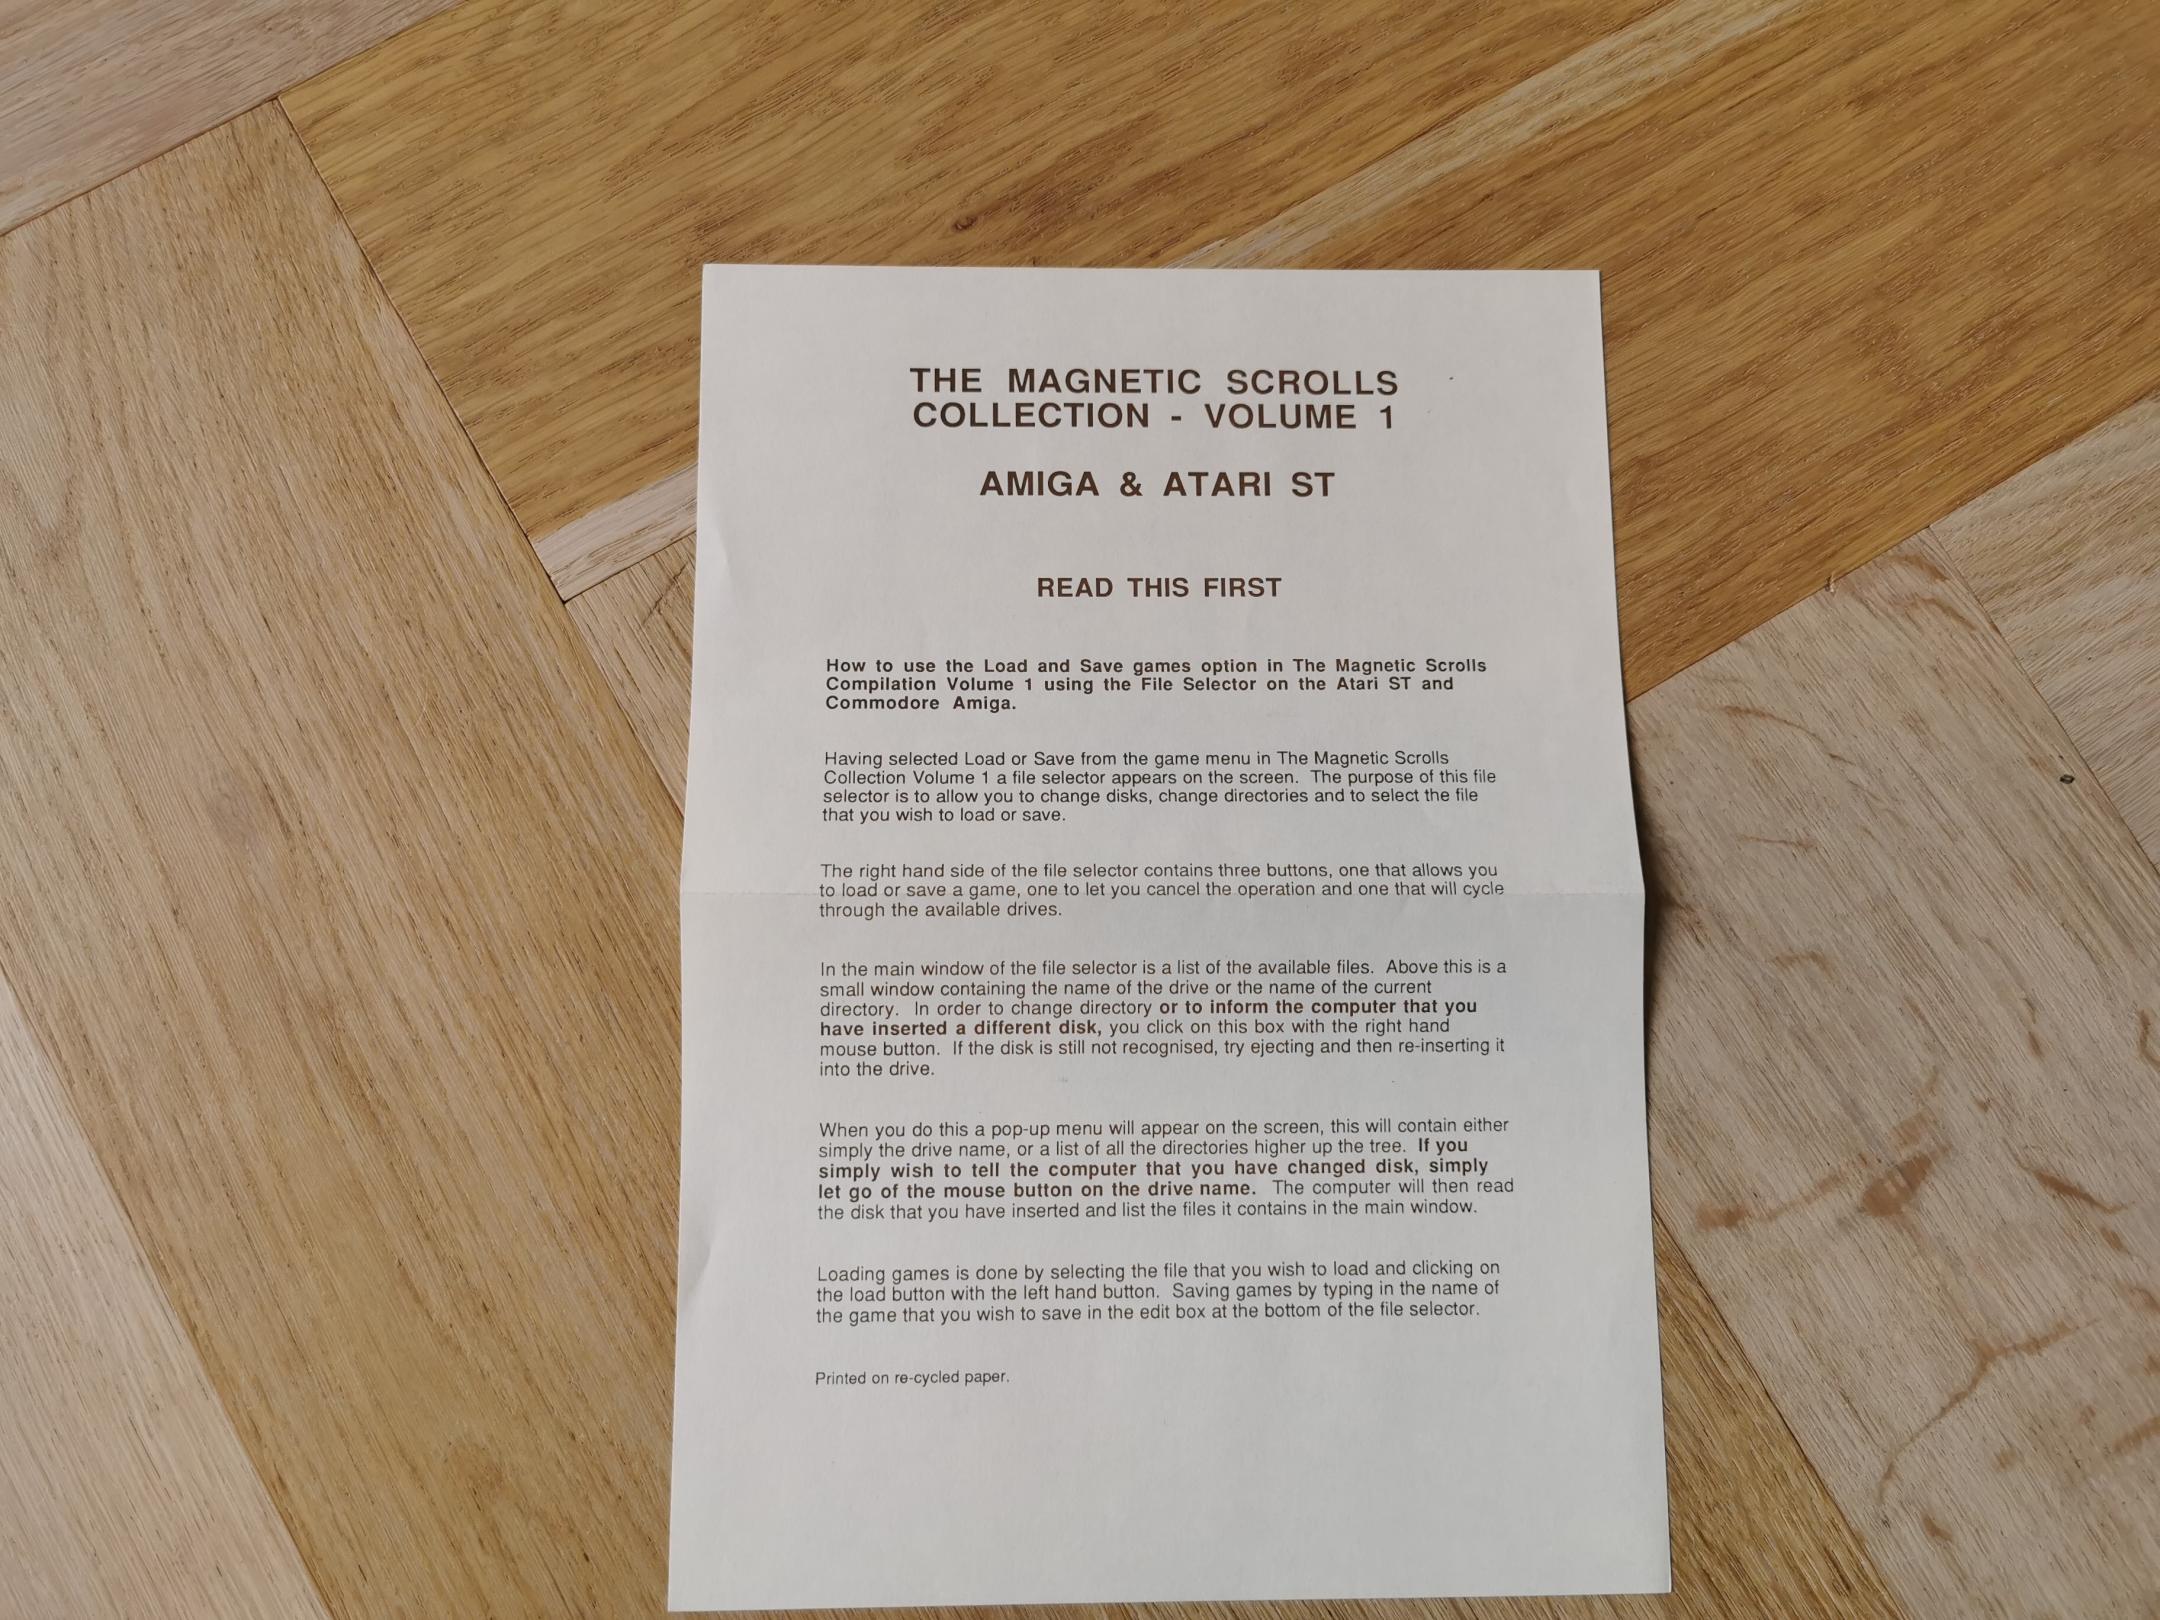 THE MAGNETIC SCROLLS
COLLECTION - VOLUME 1
AMIGA & ATARI ST
READ THIS FIRST
How to use the Load and Save games option in The Magnetic Scrolls
Compilation Volume 1 using the File Selector on the Atari ST and
Commodore Amiga.
Having selected Load or Save from the game menu in The Magnetic Scrolls
Collection Volume 1 a file selector appears on the screen. The purpose of this file
selector is to allow you to change disks, change directories and to select the file
that you wish to load or save.
The right hand side of the file selector contains three buttons, one that allows you
to load or save a game, one to let you cancel the operation and one that will cycle
through the available drives.
In the main window of the file selector is a list of the available files. Above this is a
small window containing the name of the drive or the name of the current
directory. In order to change directory or to inform the computer that you
have inserted a different disk, you click on this box with the right hand
mouse button. If the disk is still not recognised, try ejecting and then re-inserting it
into the drive.
When you do this a pop-up menu will appear on the screen, this will contain either
simply the drive name, or a list of all the directories higher up the tree. If you
simply wish to tell the computer that you have changed disk, simply
let go of the mouse button on the drive name. The computer will then read
the disk that you have inserted and list the files it contains in the main window.
Loading games is done by selecting the file that you wish to load and clicking on
the load button with the left hand button. Saving games by typing in the name of
the game that you wish to save in the edit box at the bottom of the file selector.
Printed on re-cycled paper.